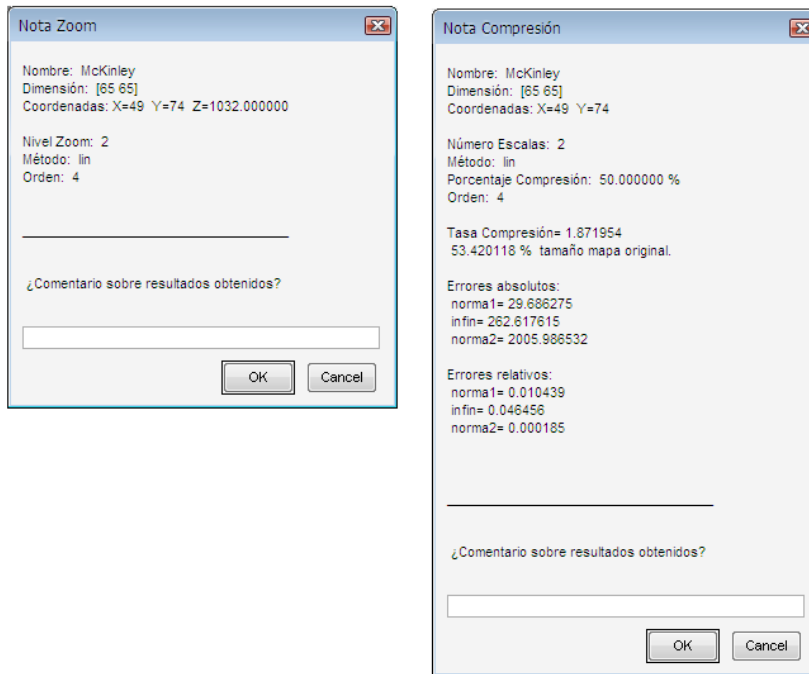 Nota Zoom
Nombre: McKinley
Dimensión: [65 65]
Coordenadas: X=49 Y=74 Z=1032.000000
Nivel Zoom: 2
Método: lin
Orden: 4
¿Comentario sobre resultados obtenidos?
OK
Cancel
Nota Compresión
Nombre: McKinley
Dimensión: [65 65]
Coordenadas: X=49 Y=74
Número Escalas: 2
Método: lin
Porcentaje Compresión: 50.000000 %
Orden: 4
Tasa Compresión= 1.871954
53.420118 % tamaño mapa original.
Errores absolutos:
norma1= 29.686275
infin= 262.617615
norma2= 2005.986532
Errores relativos:
norma1= 0.010439
infin= 0.046456
norma2= 0.000185
¿Comentario sobre resultados obtenidos?
OK
Cancel